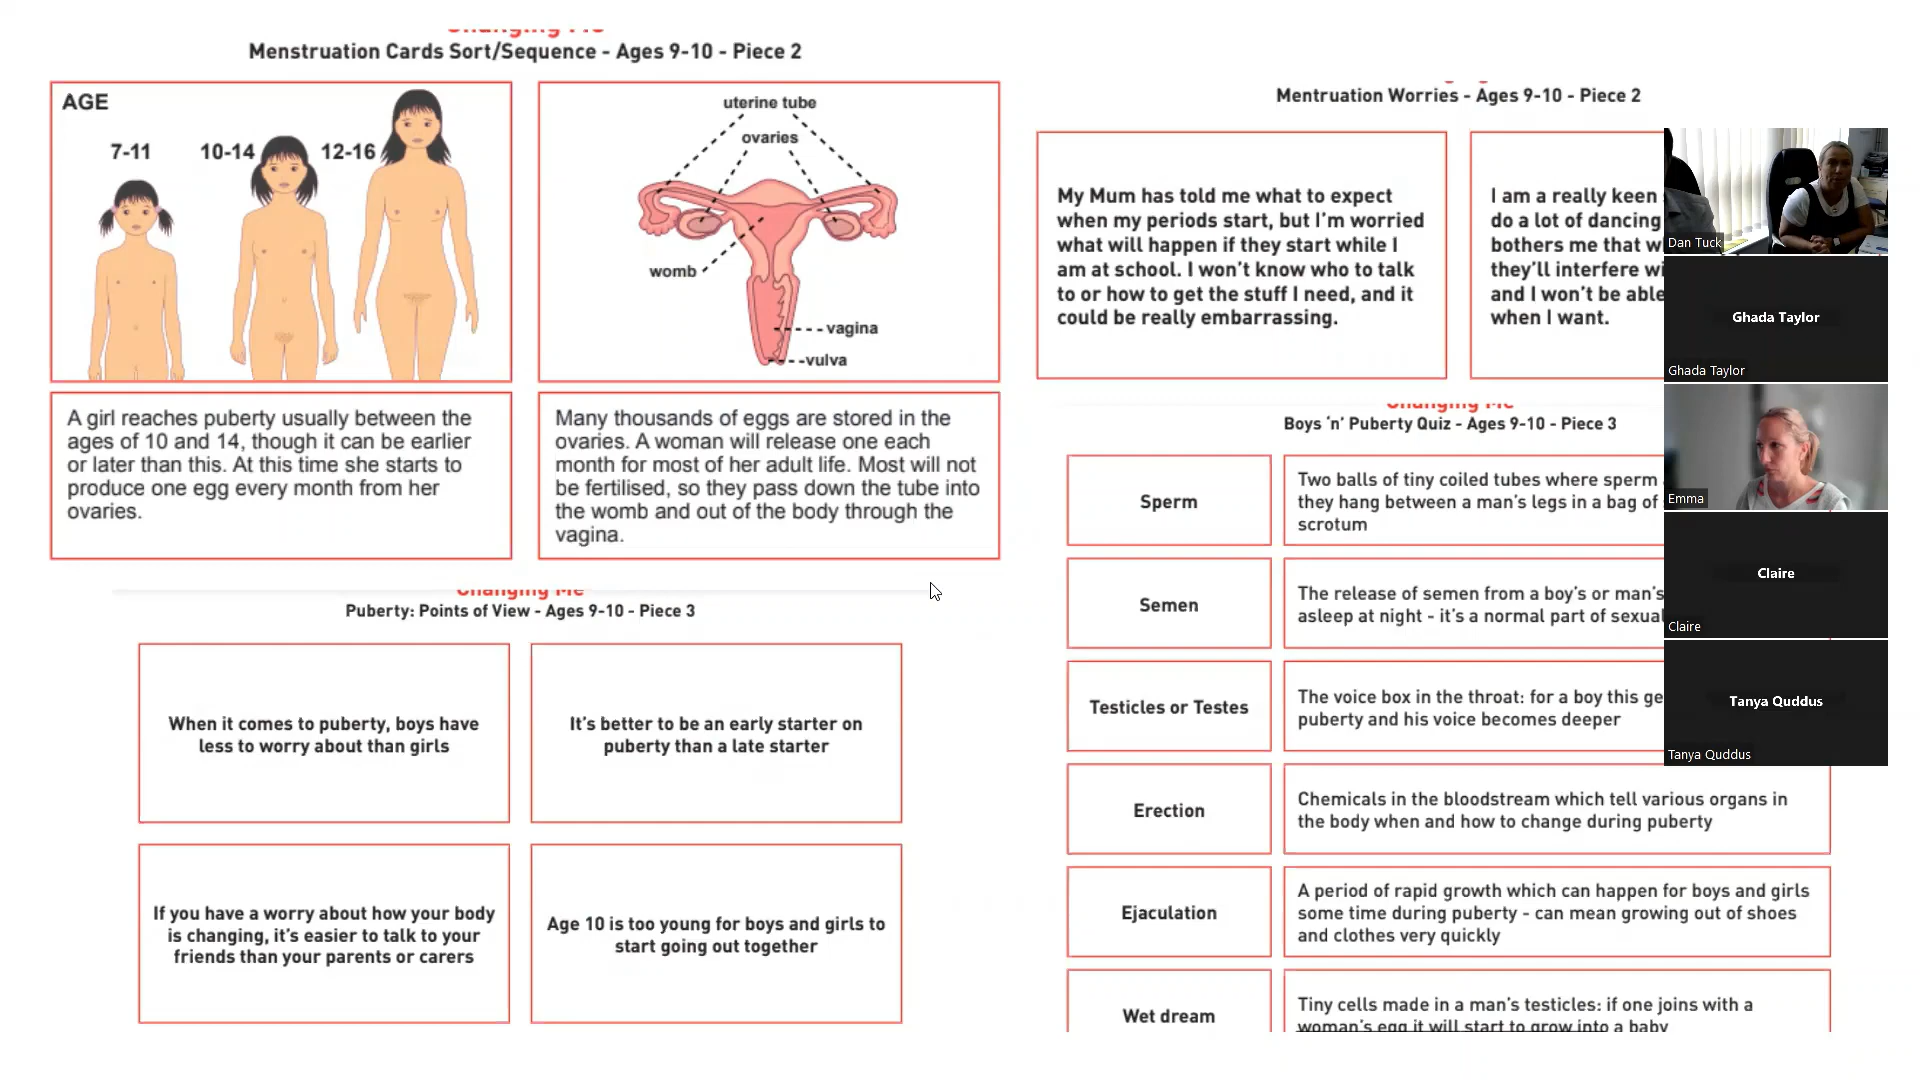 Changing Me
Menstruation Cards Sort/Sequence - Ages 9-10 - Piece 2
AGE
7-11
10-14
12-16
uterine tube
ovaries
womb
vagina
vulva
A girl reaches puberty usually between the
ages of 10 and 14, though it can be earlier
or later than this. At this time she starts to
produce one egg every month from her
ovaries.
Many thousands of eggs are stored in the
ovaries. A woman will release one each
month for most of her adult life. Most will not
be fertilised, so they pass down the tube into
the womb and out of the body through the
vagina.
Changing Me
Puberty: Points of View - Ages 9-10 - Piece 3
When it comes to puberty, boys have
less to worry about than girls
It's better to be an early starter on
puberty than a late starter
If you have a worry about how your body
is changing, it's easier to talk to your
friends than your parents or carers
Age 10 is too young for boys and girls to
start going out together
Mentruation Worries - Ages 9-10 - Piece 2
My Mum has told me what to expect
when my periods start, but I'm worried
what will happen if they start while I
am at school. I won't know who to talk
to or how to get the stuff I need, and it
could be really embarrassing.
I am a really keen
do a lot of dancing
bothers me that
they'll interfere
and I won't be able
when I want.
Changing Me
Boys 'n' Puberty Quiz - Ages 9-10 - Piece 3
Sperm
Two balls of tiny coiled tubes where sperm
they hang between a man's legs in a bag of
scrotum
Semen
The release of semen from a boy's or man's
asleep at night - it's a normal part of sexual
Testicles or Testes
The voice box in the throat: for a boy this
puberty and his voice becomes deeper
Erection
Chemicals in the bloodstream which tell various organs in
the body when and how to change during puberty
Ejaculation
A period of rapid growth which can happen for boys and girls
some time during puberty - can mean growing out of shoes
and clothes very quickly
Wet dream
Tiny cells made in a man's testicles: if one joins with a
woman's egg it will start to grow into a baby
Dan Tuck
Ghada Taylor
Ghada Taylor
Emma
Claire
Claire
Tanya Quddus
Tanya Quddus